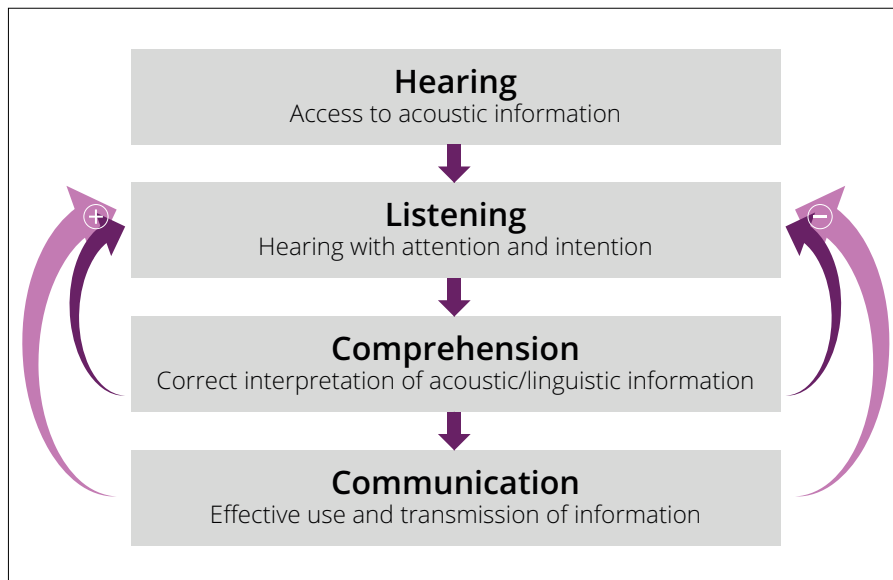 Hearing
Access to acoustic information
+
−
Listening
Hearing with attention and intention
Comprehension
Correct interpretation of acoustic/linguistic information
Communication
Effective use and transmission of information